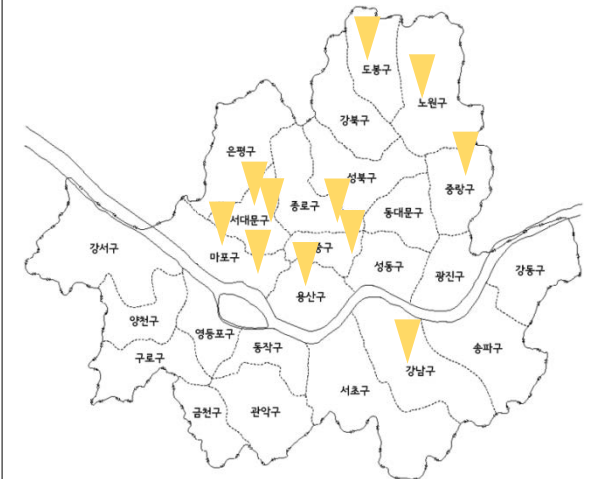 도봉구
노원구
강북구
은평구
성북구
중랑구
종로구
서대문구
동대문구
중구
마포구
강서구
성동구
광진구
강동구
용산구
양천구
영등포구
동작구
송파구
구로구
강남구
서초구
금천구
관악구